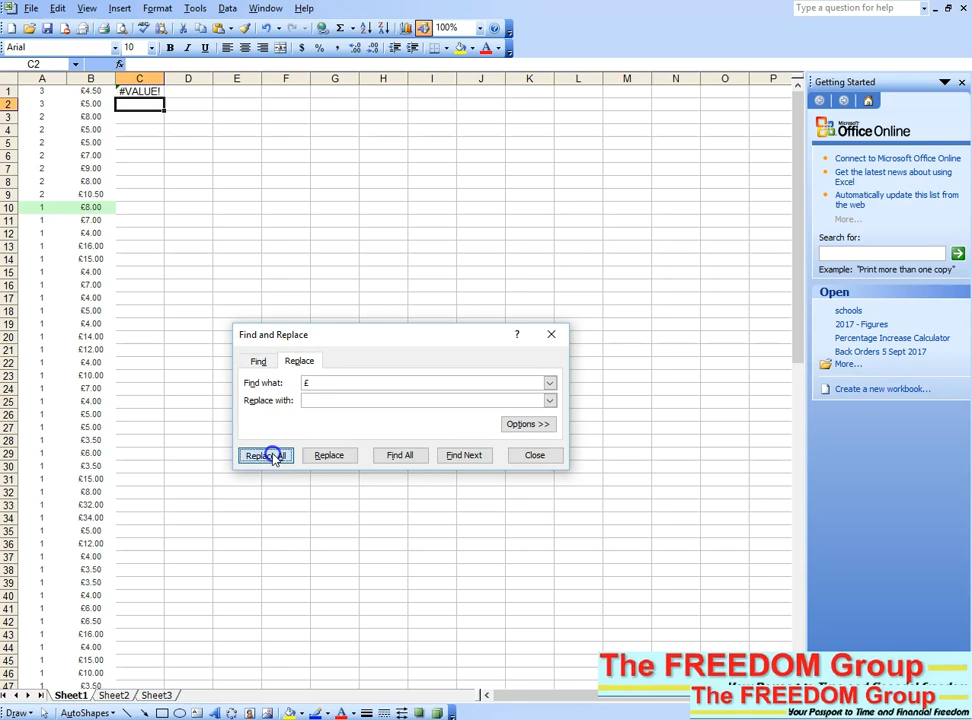 File Edit View Insert Format Tools Data Window Help Type a question for help
100%
Arial 10 B I U
C2 fx
A B C D E F G H I J K L M N O P
1 3 £4.50 #VALUE!
2 3 £5.00
3 2 £8.00
4 2 £5.00
5 2 £5.00
6 2 £7.00
7 2 £9.00
8 2 £8.00
9 2 £10.50
10 1 £8.00
11 1 £7.00
12 1 £4.00
13 1 £16.00
14 1 £15.00
15 1 £4.00
16 1 £7.00
17 1 £4.00
18 1 £5.00
19 1 £4.00
20 1 £14.00
21 1 £12.00
22 1 £4.00
23 1 £10.00
24 1 £7.00
25 1 £4.00
26 1 £5.00
27 1 £5.00
28 1 £3.50
29 1 £6.00
30 1 £3.50
31 1 £15.00
32 1 £8.00
33 1 £32.00
34 1 £34.00
35 1 £5.00
36 1 £12.00
37 1 £4.00
38 1 £3.50
39 1 £3.50
40 1 £4.00
41 1 £6.00
42 1 £6.50
43 1 £16.00
44 1 £4.00
45 1 £15.00
46 1 £10.50
47 1 £3.50
Find and Replace ?
Find Replace
Find what: £
Replace with:
Options >>
Replace All Replace Find All Find Next Close
Getting Started
Office Online
Connect to Microsoft Office Online
Get the latest news about using
Excel
Automatically update this list from
the web
More...
Search for:
Example: "Print more than one copy"
Open
schools
2017 - Figures
Percentage Increase Calculator
Back Orders 5 Sept 2017
More...
Create a new workbook...
The FREEDOM Group
The FREEDOM Group
Your Passport to Time and Financial Freedom
Sheet1 Sheet2 Sheet3
Draw AutoShapes